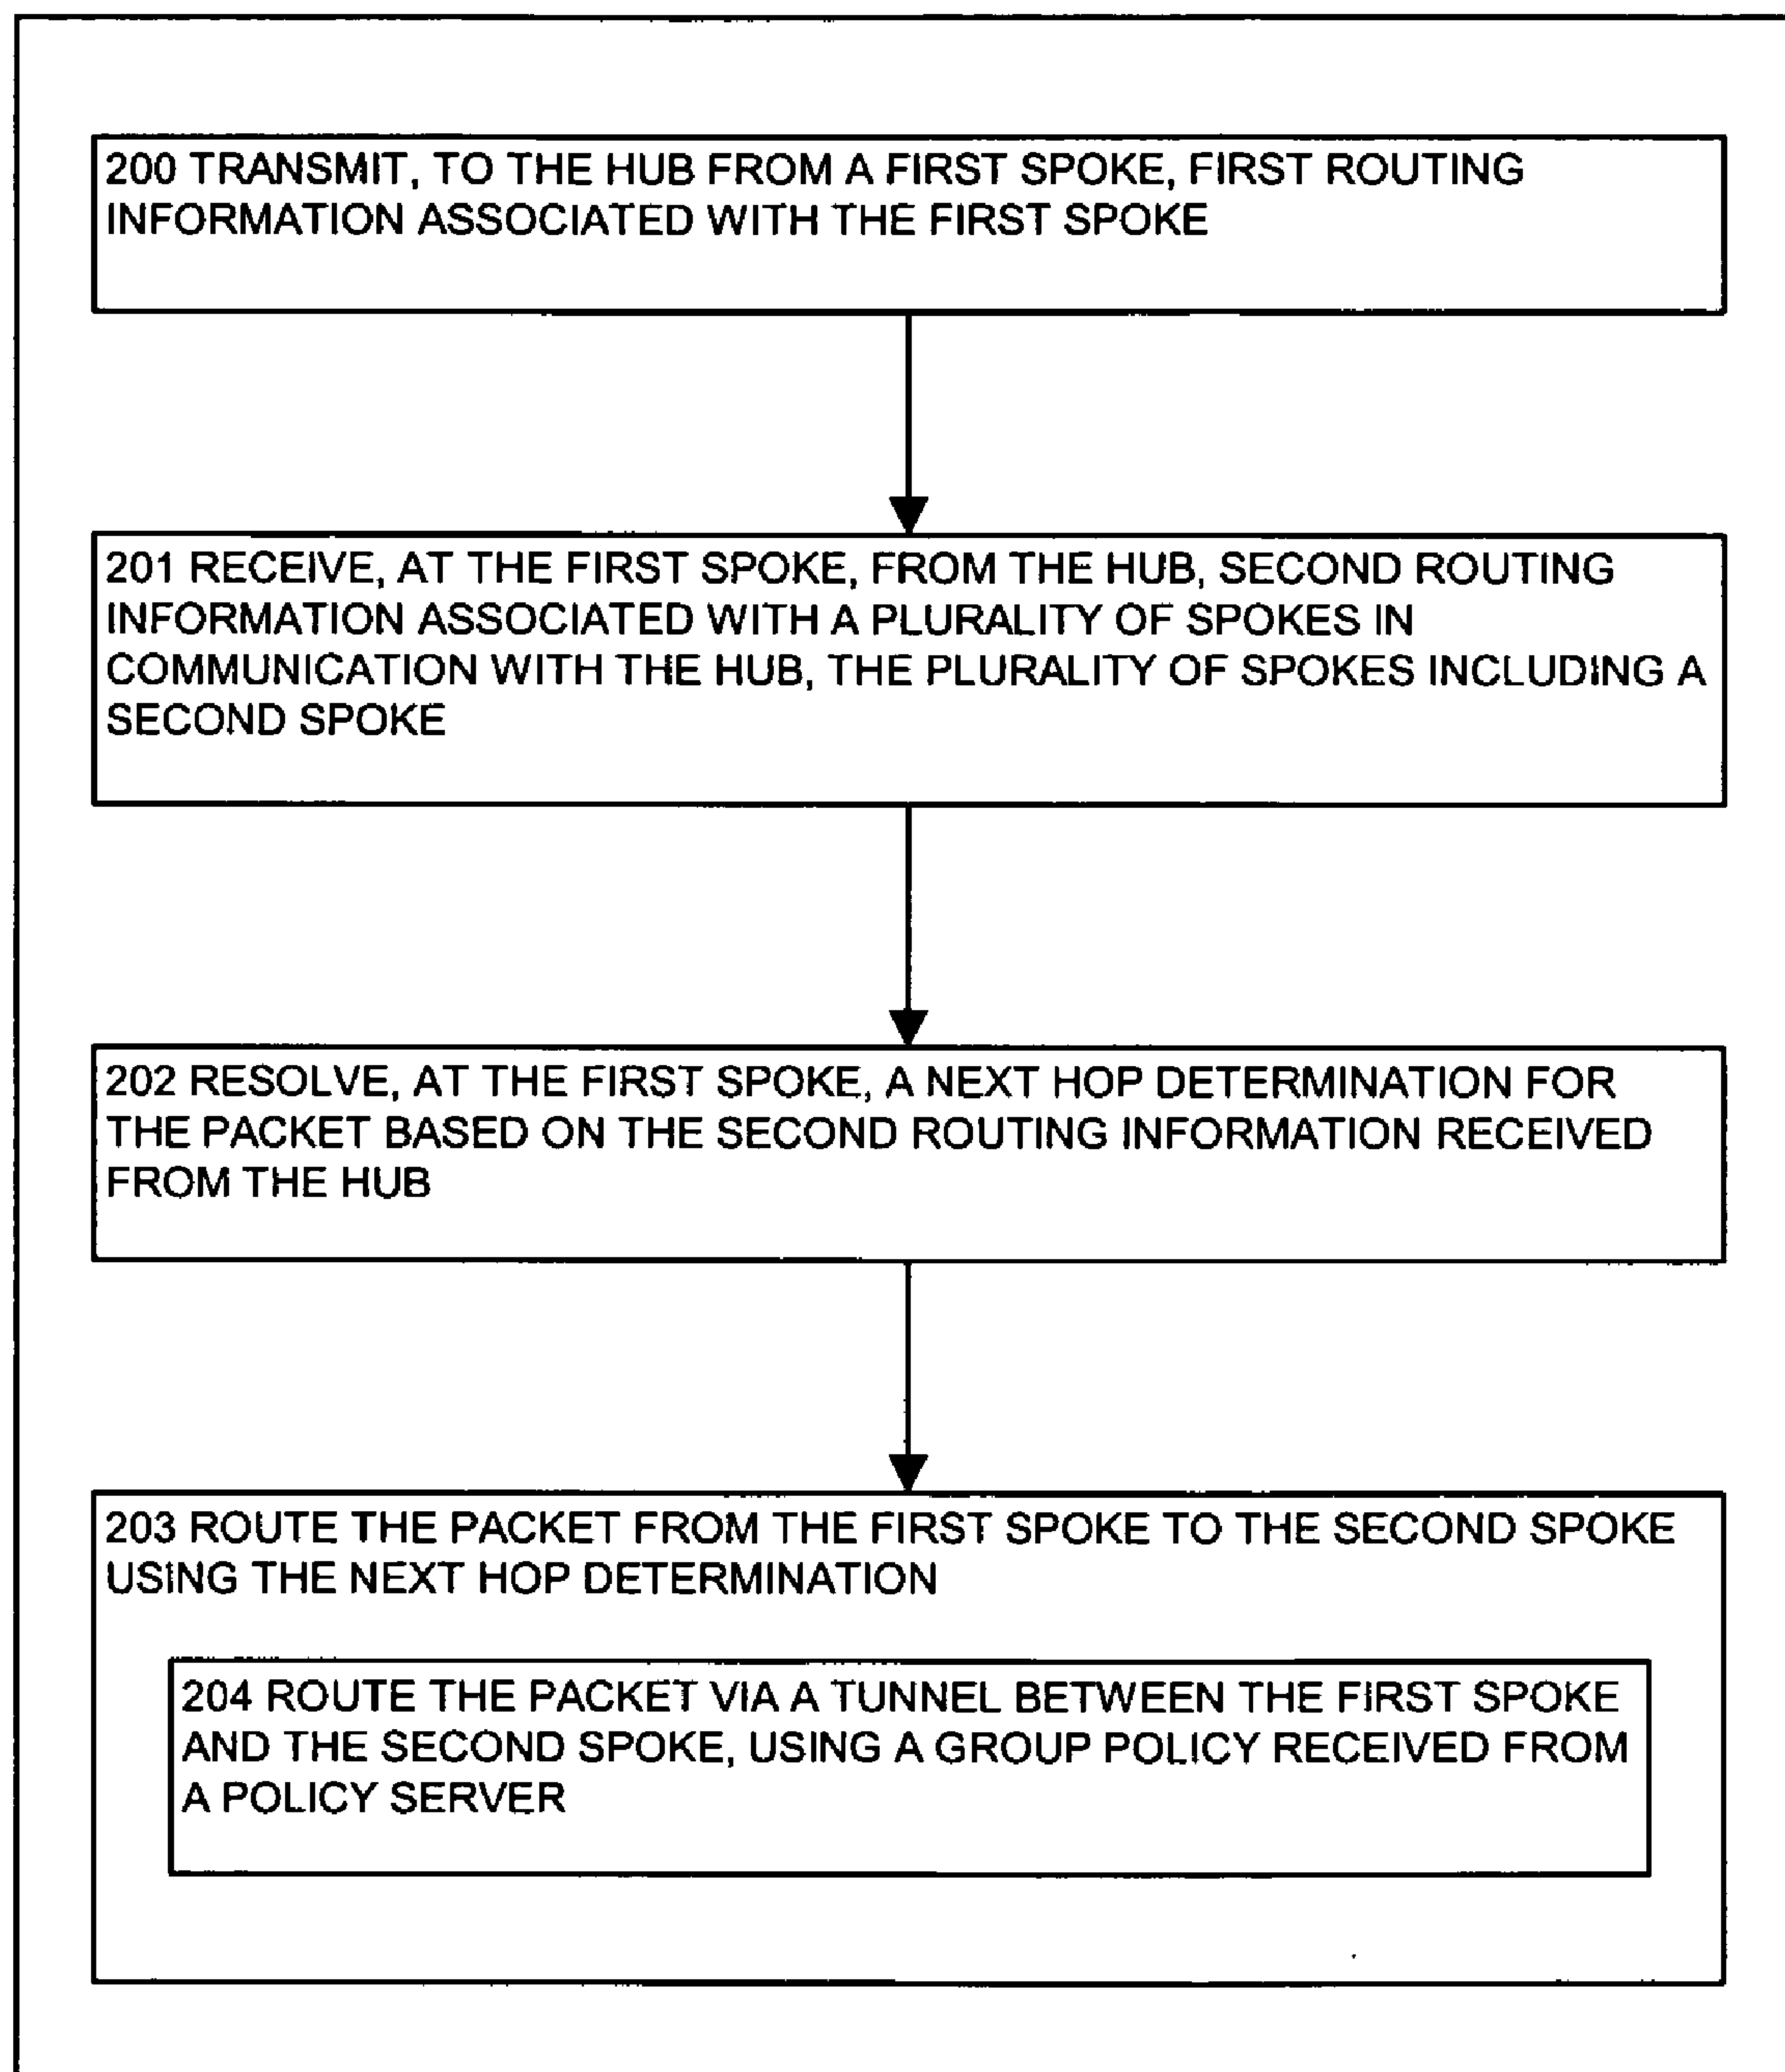 200 TRANSMIT, TO THE HUB FROM A FIRST SPOKE, FIRST ROUTING
INFORMATION ASSOCIATED WITH THE FIRST SPOKE
201 RECEIVE, AT THE FIRST SPOKE, FROM THE HUB, SECOND ROUTING
INFORMATION ASSOCIATED WITH A PLURALITY OF SPOKES IN
COMMUNICATION WITH THE HUB, THE PLURALITY OF SPOKES INCLUDING A
SECOND SPOKE
202 RESOLVE, AT THE FIRST SPOKE, A NEXT HOP DETERMINATION FOR
THE PACKET BASED ON THE SECOND ROUTING INFORMATION RECEIVED
FROM THE HUB
203 ROUTE THE PACKET FROM THE FIRST SPOKE TO THE SECOND SPOKE
USING THE NEXT HOP DETERMINATION
204 ROUTE THE PACKET VIA A TUNNEL BETWEEN THE FIRST SPOKE
AND THE SECOND SPOKE, USING A GROUP POLICY RECEIVED FROM
A POLICY SERVER